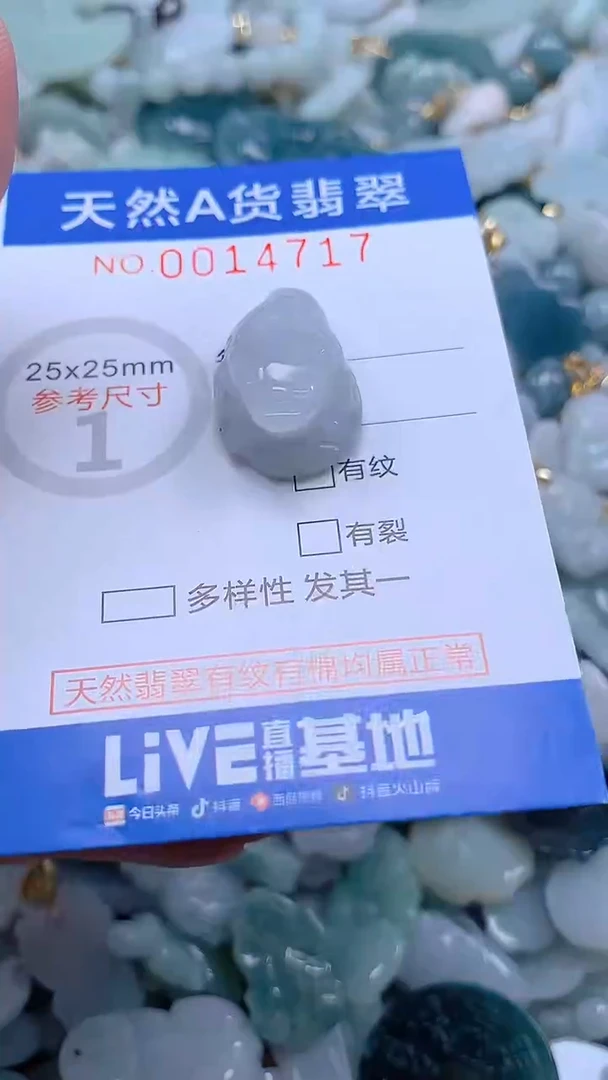 天然A货翡翠
NO.0014717
25x25mm
参考尺寸
1
有纹
有裂
多样性 发其一
天然翡翠有纹有棉均属正常
LiVE直播基地
今日头条 抖音 西瓜视频 抖音火山版